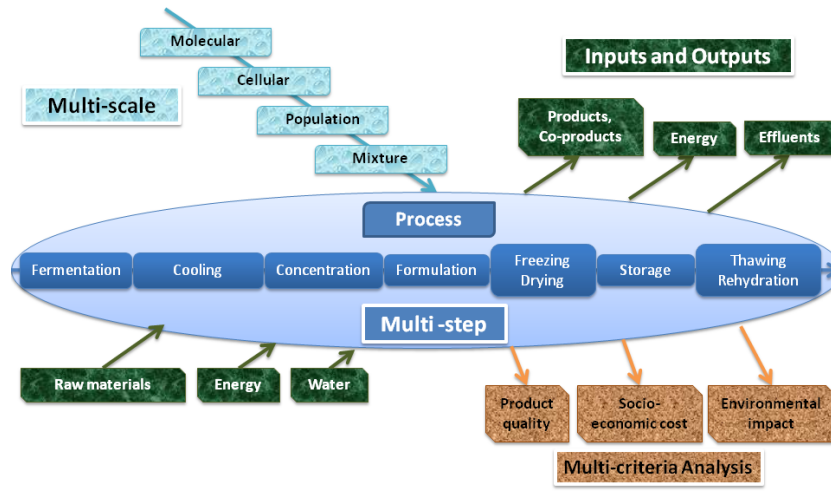 Molecular
Cellular
Population
Mixture
Multi-scale
Inputs and Outputs
Products,
Co-products
Energy
Effluents
Process
Fermentation
Cooling
Concentration
Formulation
Freezing
Drying
Storage
Thawing
Rehydration
Multi -step
Raw materials
Energy
Water
Product
quality
Socio-
economic cost
Environmental
impact
Multi-criteria Analysis